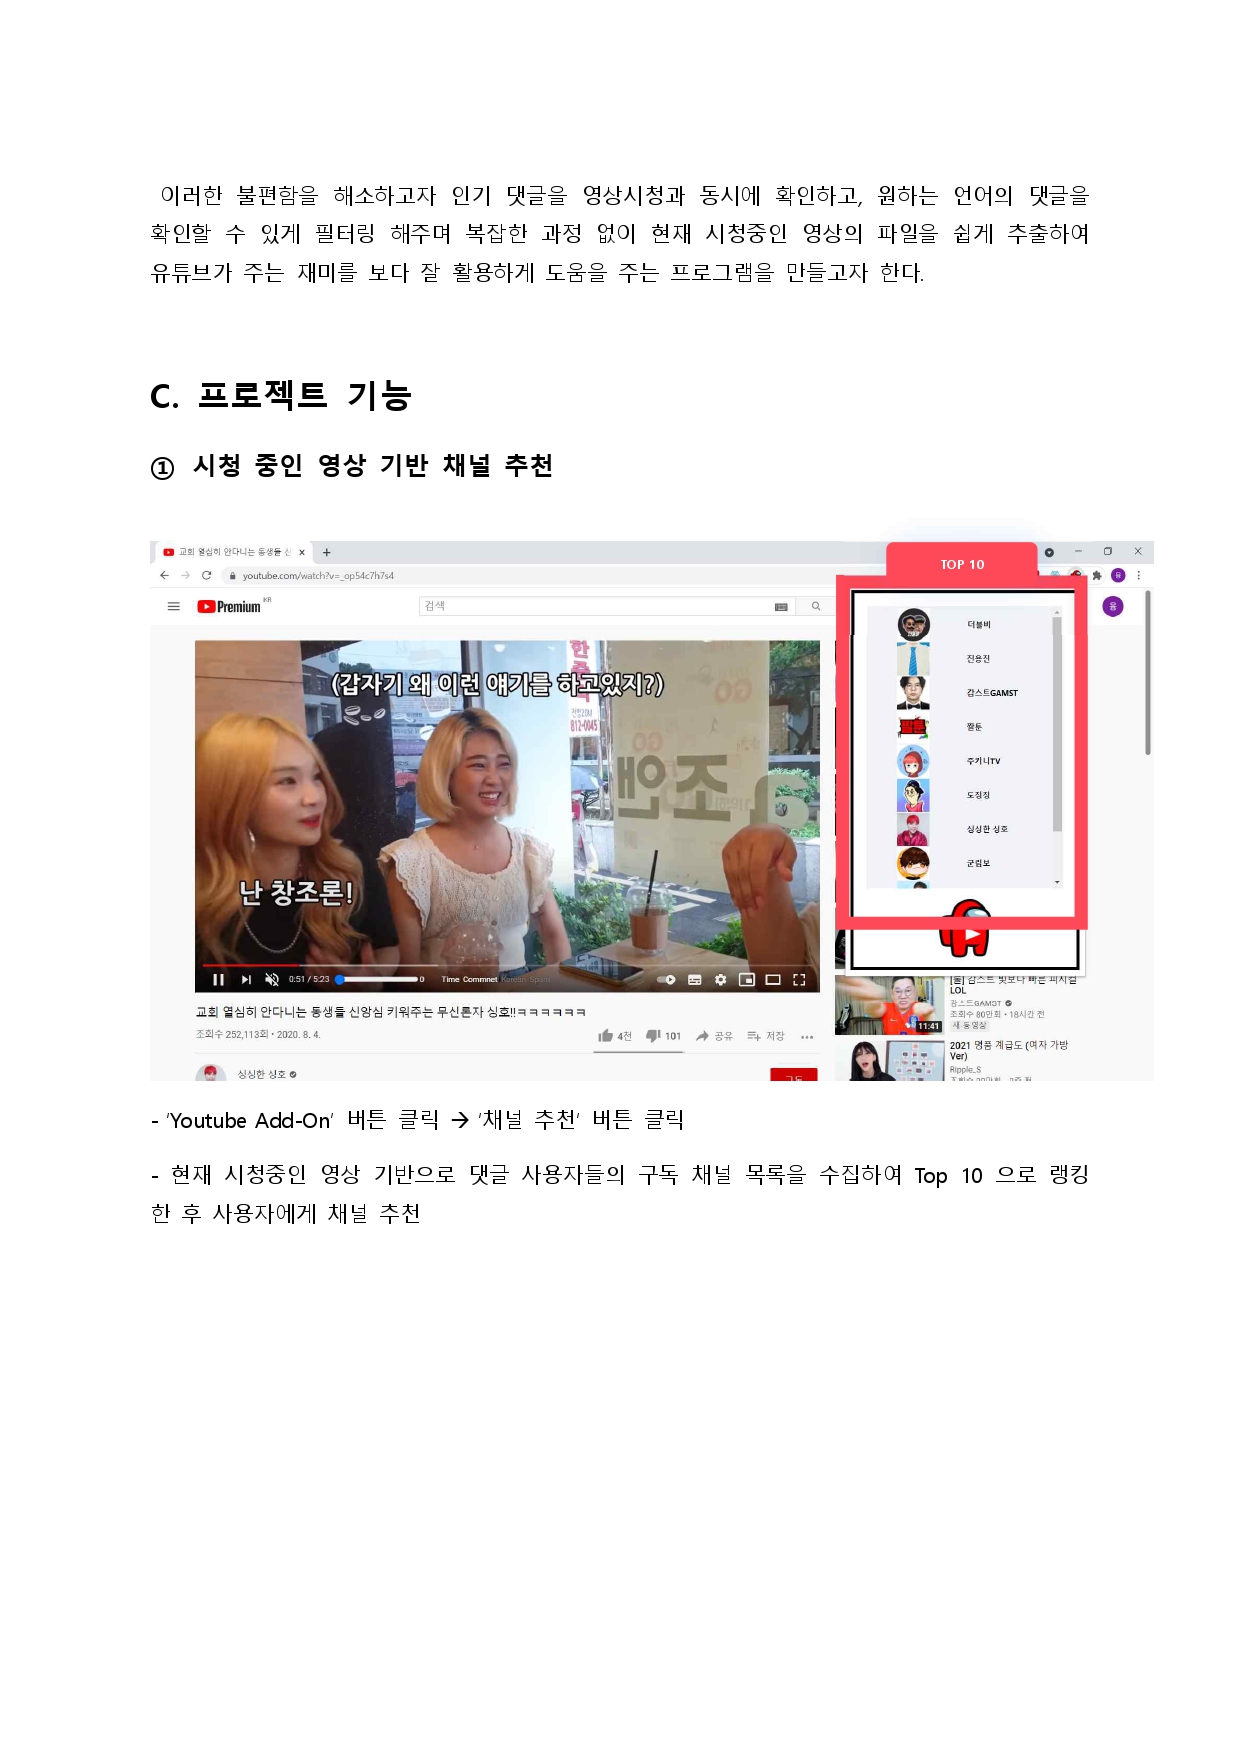 이러한 불편함을 해소하고자 인기 댓글을 영상시청과 동시에 확인하고, 원하는 언어의 댓글을
확인할 수 있게 필터링 해주며 복잡한 과정 없이 현재 시청중인 영상의 파일을 쉽게 추출하여
유튜브가 주는 재미를 보다 잘 활용하게 도움을 주는 프로그램을 만들고자 한다.
C. 프로젝트 기능
① 시청 중인 영상 기반 채널 추천
교회 열심히 안다니는 동생들 신
youtube.com/watch?v=_op54c7h7s4
Premium KR
검색
TOP 10
더블비
진용진
감스트GAMST
짤툰
주키니TV
도정징
싱싱한 싱호
군림보
(갑자기 왜 이런 얘기를 하고있지?)
812-0045
난 창조론!
0:51 / 5:23
0
Time Commnet Korean Spam
교회 열심히 안다니는 동생들 신앙심 키워주는 무신론자 싱호!!ㅋㅋㅋㅋㅋㅋ
조회수 252,113회 • 2020. 8. 4.
4천
101
공유
저장
싱싱한 싱호
구독
11:41
[롤] 감스트 빛보다 빠른 피지컬
LOL
감스트GAMST
조회수 80만회 • 18시간 전
새 동영상
2021 명품 계급도 (여자 가방
Ver)
Ripple_S
- 'Youtube Add-On' 버튼 클릭 → '채널 추천' 버튼 클릭
- 현재 시청중인 영상 기반으로 댓글 사용자들의 구독 채널 목록을 수집하여 Top 10 으로 랭킹
한 후 사용자에게 채널 추천